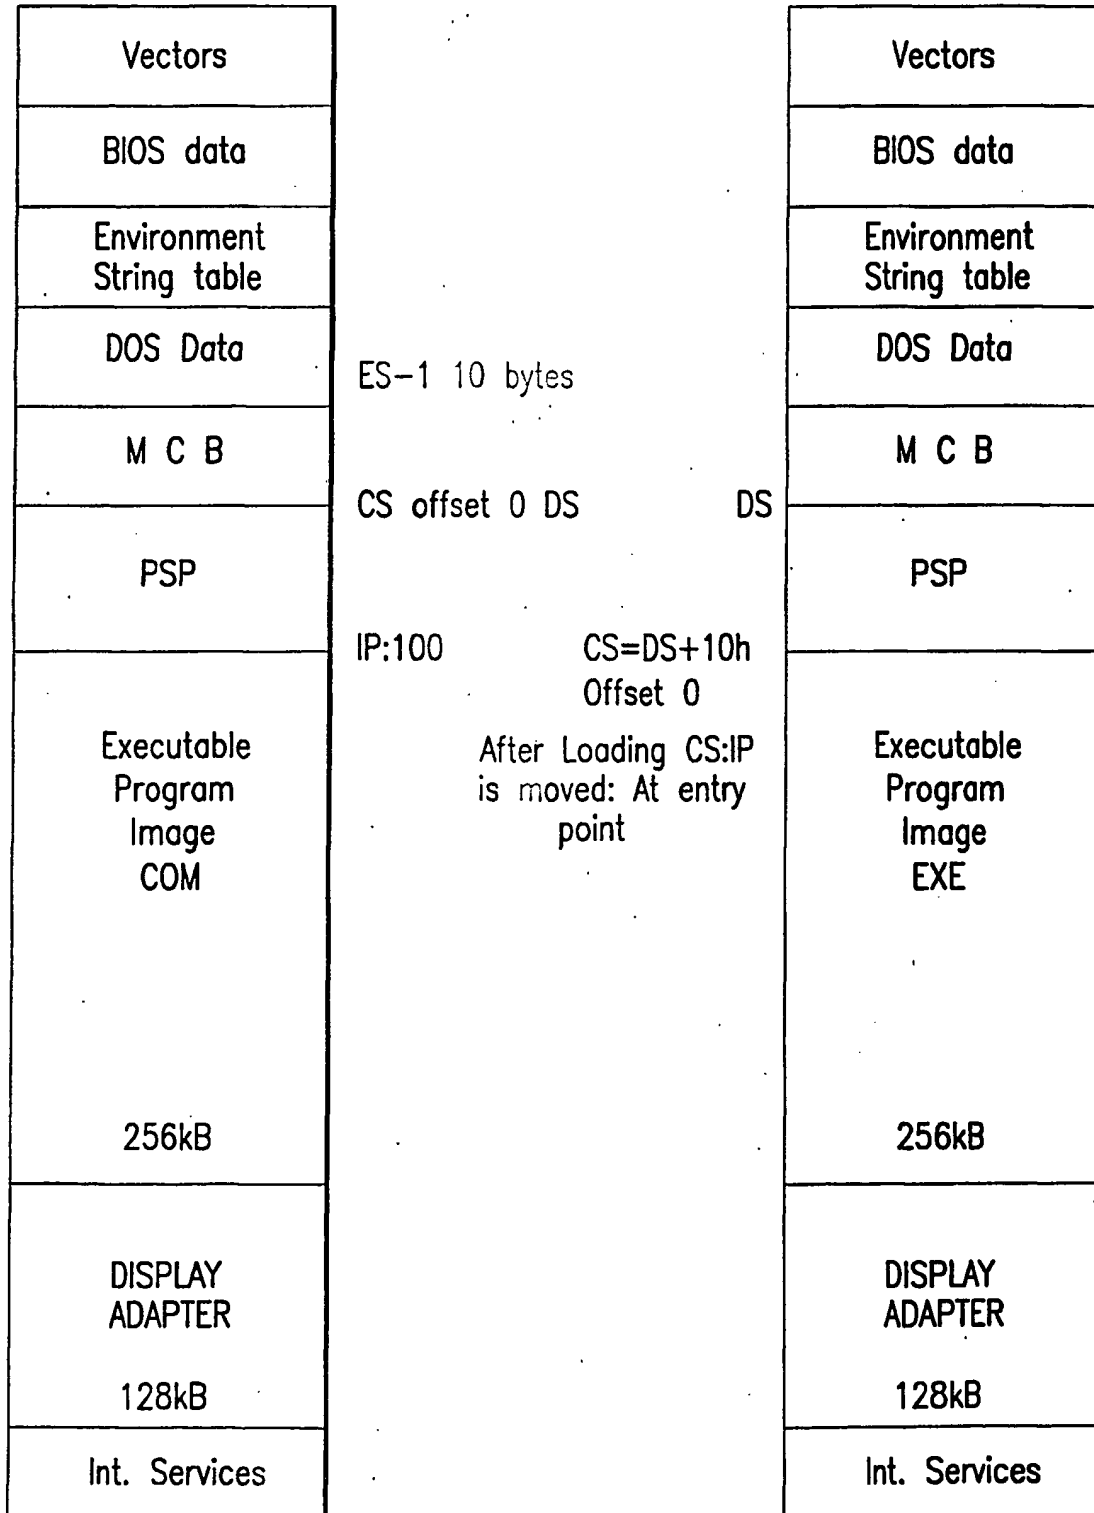 Vectors
BIOS data
Environment
String table
DOS Data
M C B
PSP
Executable
Program
Image
COM
256kB
DISPLAY
ADAPTER
128kB
Int. Services
ES-1 10 bytes
CS offset 0 DS
IP:100
DS
CS=DS+10h
Offset 0
After Loading CS:IP
is moved: At entry
point
Vectors
BIOS data
Environment
String table
DOS Data
M C B
PSP
Executable
Program
Image
EXE
256kB
DISPLAY
ADAPTER
128kB
Int. Services